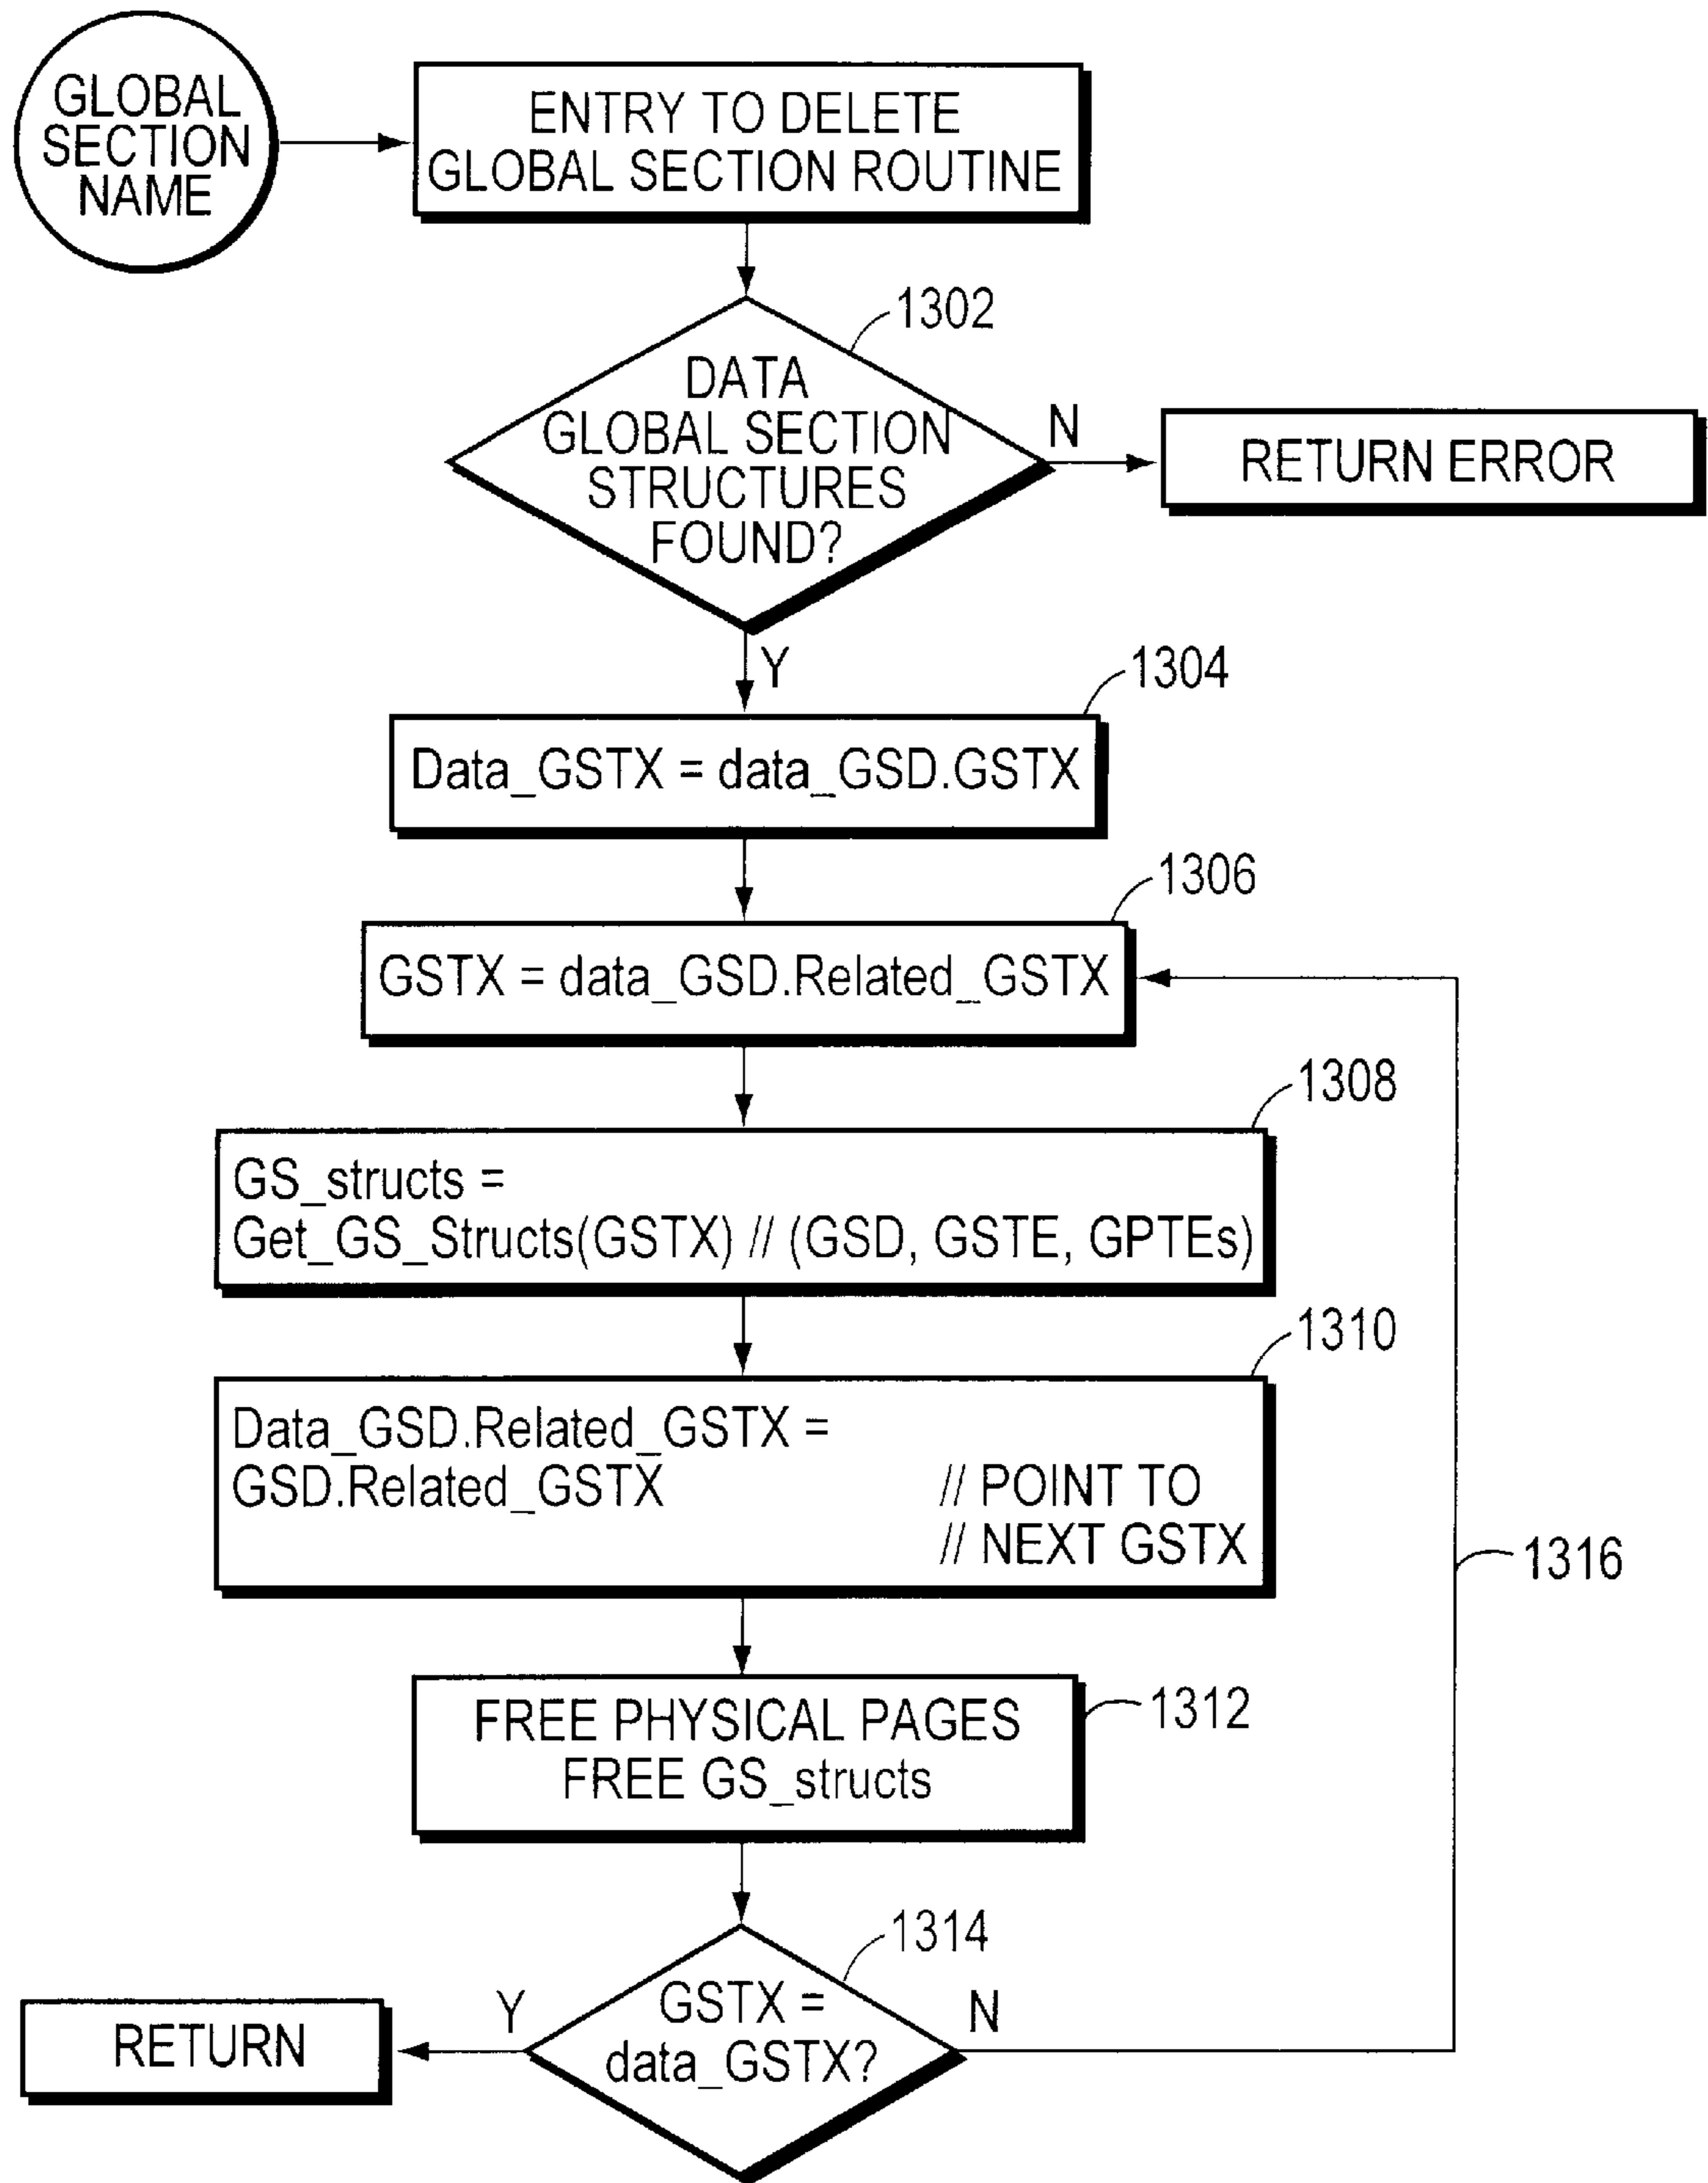 GLOBAL
SECTION
NAME
ENTRY TO DELETE
GLOBAL SECTION ROUTINE
1302
DATA
GLOBAL SECTION
STRUCTURES
FOUND?
N
RETURN ERROR
Y
1304
Data_GSTX = data_GSD.GSTX
1306
GSTX = data_GSD.Related_GSTX
1308
GS_structs =
Get_GS_Structs(GSTX) // (GSD, GSTE, GPTEs)
1310
Data_GSD.Related_GSTX =
GSD.Related_GSTX // POINT TO
// NEXT GSTX
1316
FREE PHYSICAL PAGES
FREE GS_structs
1312
1314
GSTX =
data_GSTX?
Y
N
RETURN